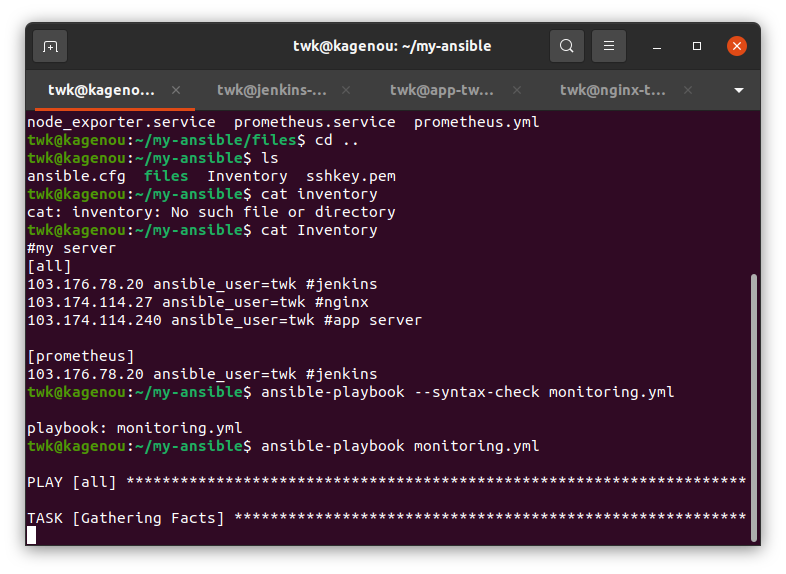 twk@kagenou: ~/my-ansible
twk@kageno... × twk@jenkins-... × twk@app-tw... × twk@nginx-t... ×
node_exporter.service  prometheus.service  prometheus.yml
twk@kagenou:~/my-ansible/files$ cd ..
twk@kagenou:~/my-ansible$ ls
ansible.cfg  files  Inventory  sshkey.pem
twk@kagenou:~/my-ansible$ cat inventory
cat: inventory: No such file or directory
twk@kagenou:~/my-ansible$ cat Inventory
#my server
[all]
103.176.78.20 ansible_user=twk #jenkins
103.174.114.27 ansible_user=twk #nginx
103.174.114.240 ansible_user=twk #app server
[prometheus]
103.176.78.20 ansible_user=twk #jenkins
twk@kagenou:~/my-ansible$ ansible-playbook --syntax-check monitoring.yml
playbook: monitoring.yml
twk@kagenou:~/my-ansible$ ansible-playbook monitoring.yml
PLAY [all] *********************************************************************
TASK [Gathering Facts] *********************************************************